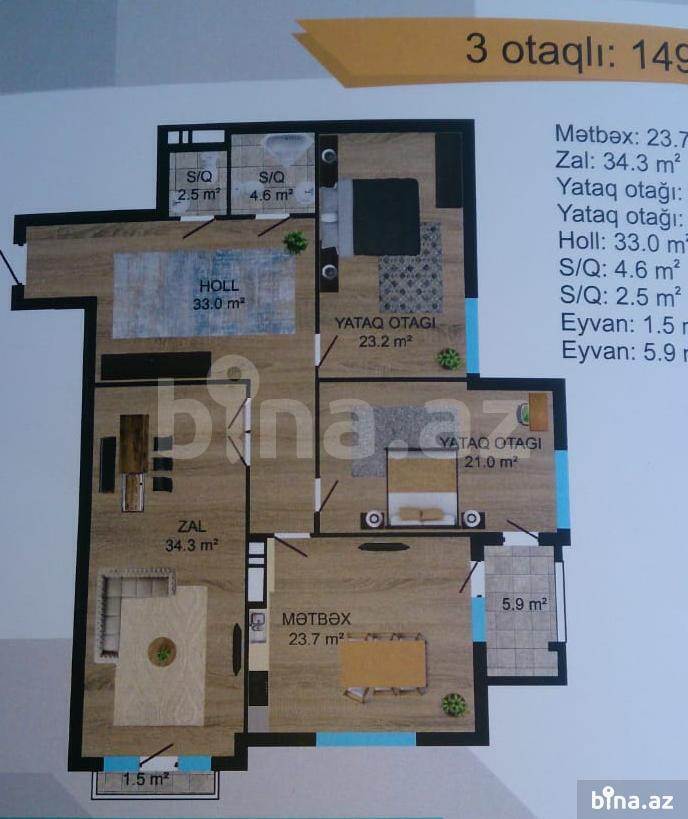 3 otaqlı: 149
Mətbəx: 23.7
Zal: 34.3 m²
Yataq otağı:
Yataq otağı:
Holl: 33.0 m²
S/Q: 4.6 m²
S/Q: 2.5 m²
Eyvan: 1.5 m
Eyvan: 5.9 m
S/Q
2.5 m²
S/Q
4.6 m²
HOLL
33.0 m²
YATAQ OTAGI
23.2 m²
bina.az
YATAQ OTAGI
21.0 m²
ZAL
34.3 m²
MƏTBƏX
23.7 m²
5.9 m²
1.5 m²
bina.az